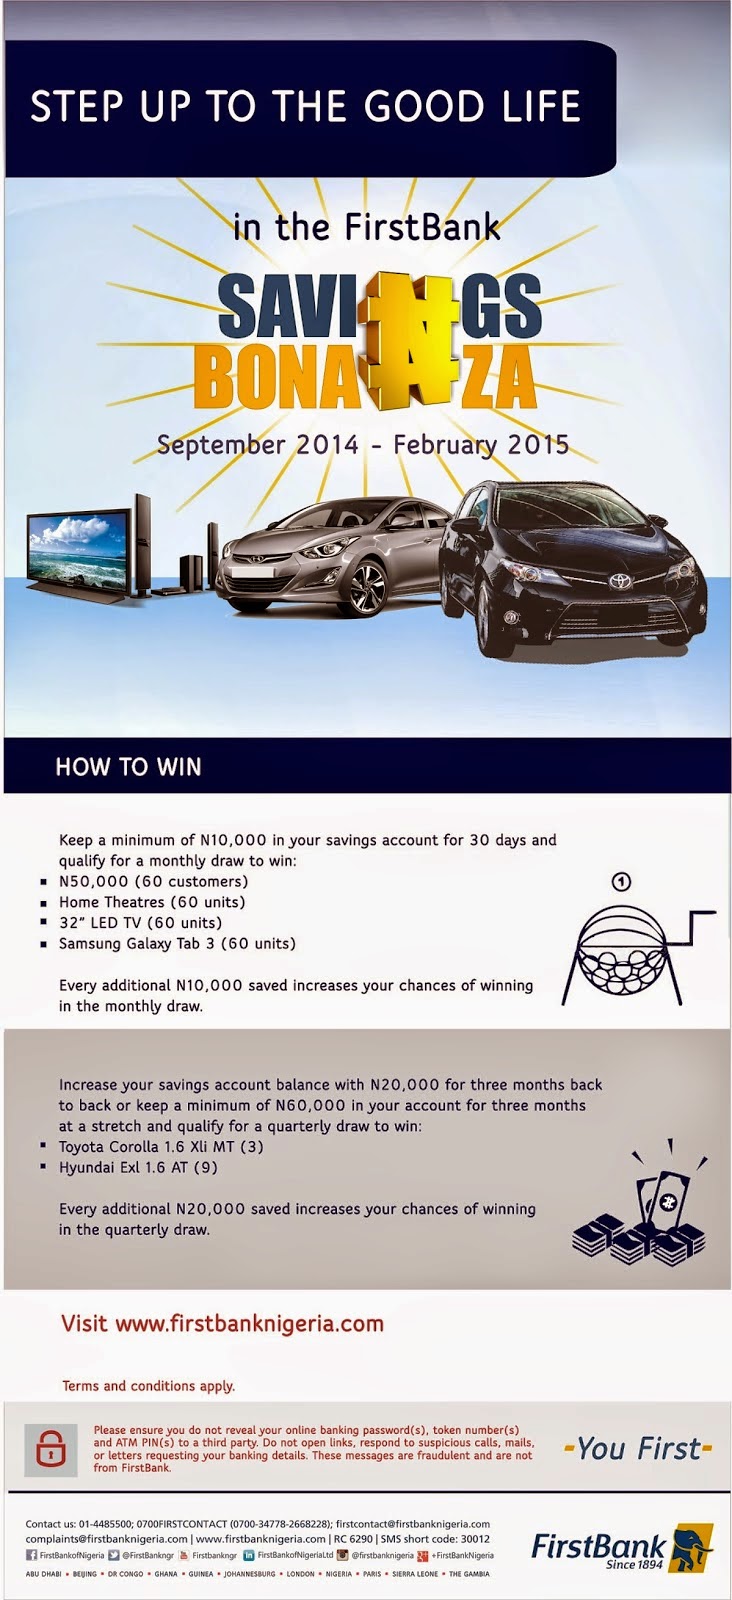 STEP UP TO THE GOOD LIFE
in the FirstBank
SAVINGS
BONANZA
September 2014 - February 2015
HOW TO WIN
Keep a minimum of N10,000 in your savings account for 30 days and
qualify for a monthly draw to win:
▪ N50,000 (60 customers)
▪ Home Theatres (60 units)
▪ 32” LED TV (60 units)
▪ Samsung Galaxy Tab 3 (60 units)
1
Every additional N10,000 saved increases your chances of winning
in the monthly draw.
Increase your savings account balance with N20,000 for three months back
to back or keep a minimum of N60,000 in your account for three months
at a stretch and qualify for a quarterly draw to win:
▪ Toyota Corolla 1.6 Xli MT (3)
▪ Hyundai Exl 1.6 AT (9)
Every additional N20,000 saved increases your chances of winning
in the quarterly draw.
Visit www.firstbanknigeria.com
Terms and conditions apply.
Please ensure you do not reveal your online banking password(s), token number(s)
and ATM PIN(s) to a third party. Do not open links, respond to suspicious calls, mails,
or letters requesting your banking details. These messages are fraudulent and are not
from FirstBank.
-You First-
Contact us: 01-4485500; 0700FIRSTCONTACT (0700-34778-2668228); firstcontact@firstbanknigeria.com
complaints@firstbanknigeria.com | www.firstbanknigeria.com | RC 6290 | SMS short code: 30012
FirstBankofNigeria @FirstBankngr Firstbankngr FirstBankofNigeriaLtd @firstbanknigeria +FirstBankNigeria
ABU DHABI • BEIJING • DR CONGO • GHANA • GUINEA • JOHANNESBURG • LONDON • NIGERIA • PARIS • SIERRA LEONE • THE GAMBIA
FirstBank
Since 1894